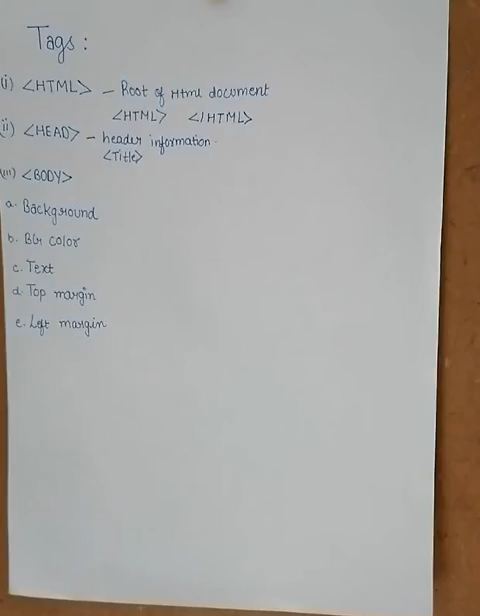 Tags :
(i) <HTML> - Root of Html document
<HTML> </HTML>
(ii) <HEAD> - header information.
<Title>
(iii) <BODY>
a. Background
b. BG color
c. Text
d. Top margin
e. Left margin